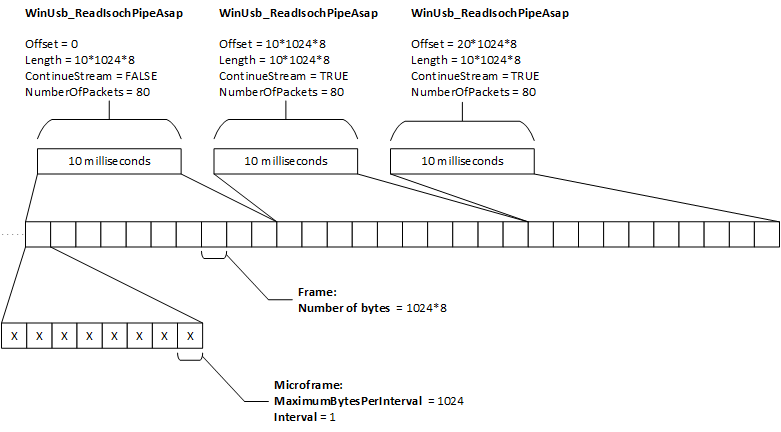 WinUsb_ReadIsochPipeAsap
Offset = 0
Length = 10*1024*8
ContinueStream = FALSE
NumberOfPackets = 80
WinUsb_ReadIsochPipeAsap
Offset = 10*1024*8
Length = 10*1024*8
ContinueStream = TRUE
NumberOfPackets = 80
WinUsb_ReadIsochPipeAsap
Offset = 20*1024*8
Length = 10*1024*8
ContinueStream = TRUE
NumberOfPackets = 80
10 milliseconds
10 milliseconds
10 milliseconds
Frame:
Number of bytes = 1024*8
X X X X X X X X
Microframe:
MaximumBytesPerInterval = 1024
Interval = 1